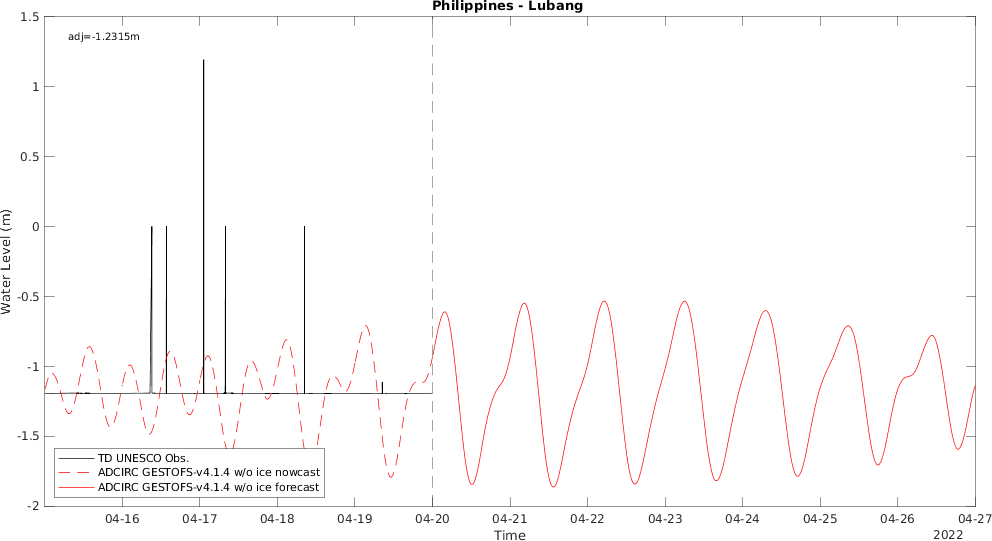 Philippines - Lubang
adj=-1.2315m
1.5
1
0.5
0
-0.5
-1
-1.5
-2
Water Level (m)
TD UNESCO Obs.
ADCIRC GESTOFS-v4.1.4 w/o ice nowcast
ADCIRC GESTOFS-v4.1.4 w/o ice forecast
04-16 04-17 04-18 04-19 04-20 04-21 04-22 04-23 04-24 04-25 04-26 04-27
Time
2022